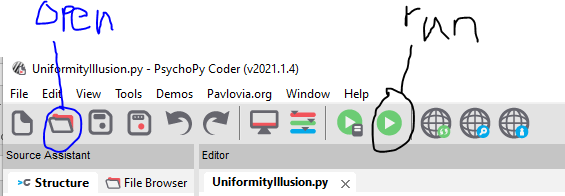 open
run
UniformityIllusion.py - PsychoPy Coder (v2021.1.4)
File Edit View Tools Demos Pavlovia.org Window Help
Source Assistant Editor
>C Structure File Browser UniformityIllusion.py X